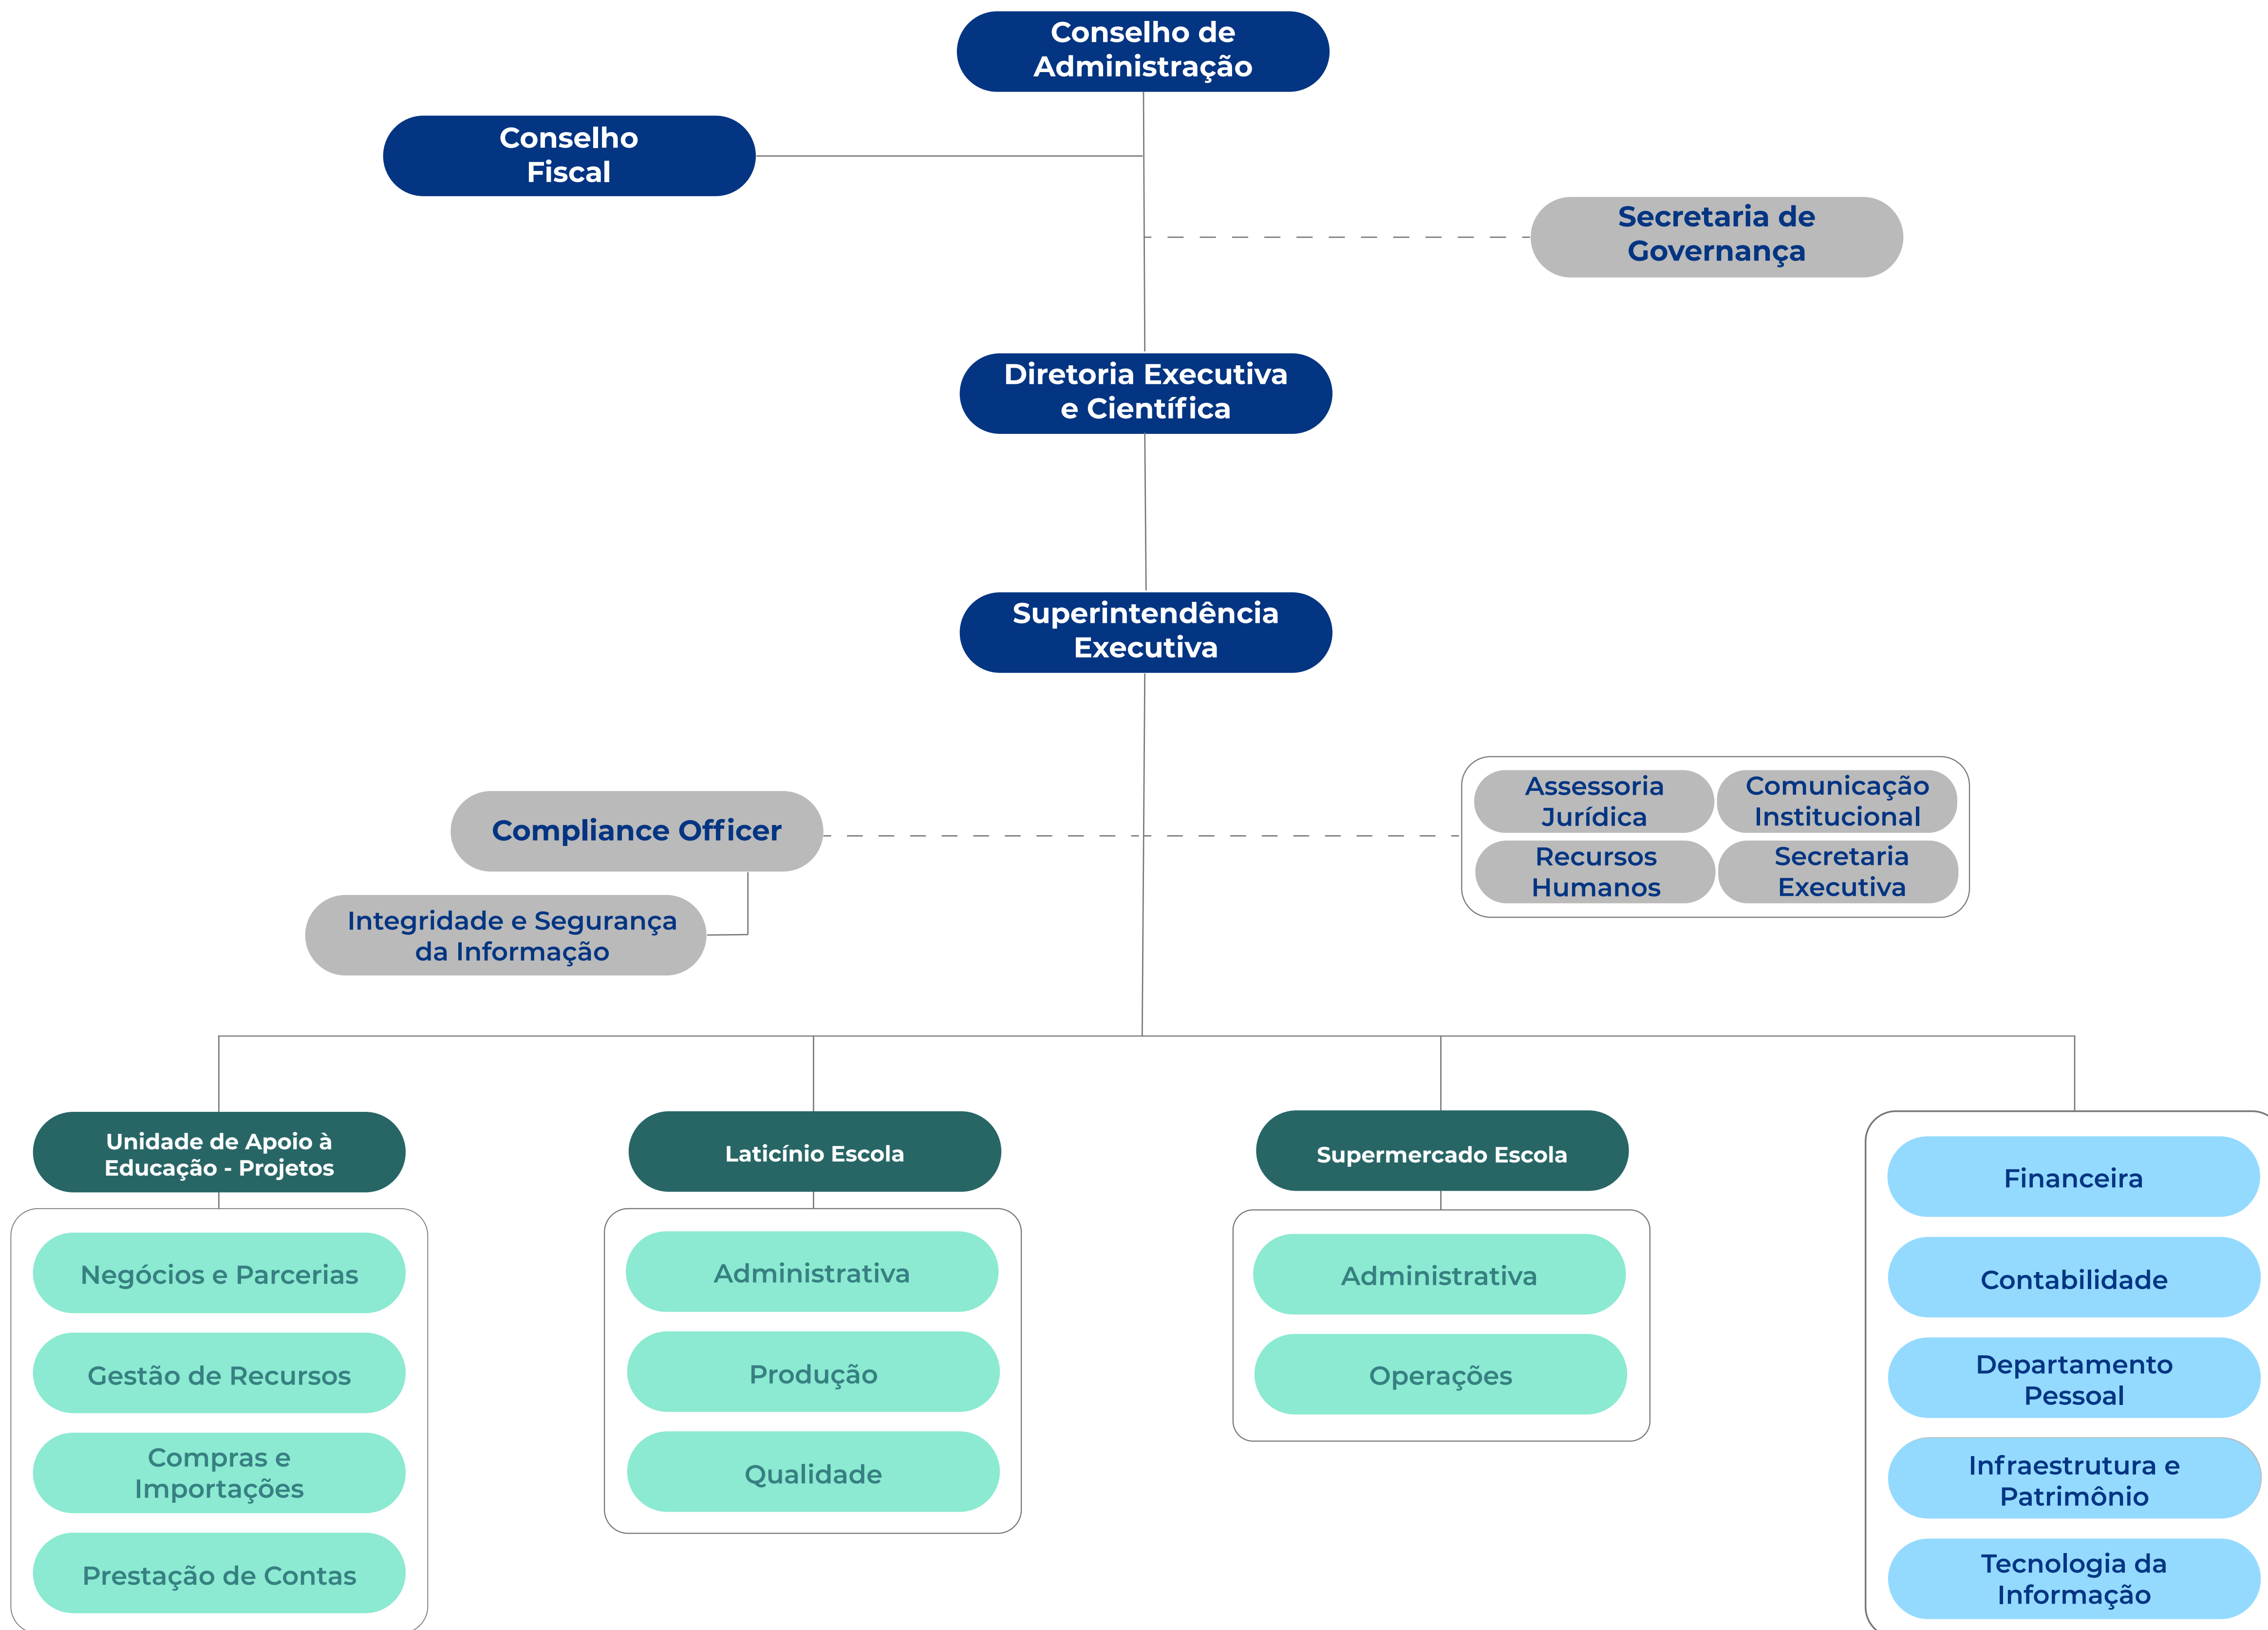 Conselho de
Administração
Conselho
Fiscal
Secretaria de
Governança
Diretoria Executiva
e Científica
Superintendência
Executiva
Compliance Officer
Integridade e Segurança
da Informação
Assessoria
Jurídica
Comunicação
Institucional
Recursos
Humanos
Secretaria
Executiva
Unidade de Apoio à
Educação - Projetos
Negócios e Parcerias
Gestão de Recursos
Compras e
Importações
Prestação de Contas
Laticínio Escola
Administrativa
Produção
Qualidade
Supermercado Escola
Administrativa
Operações
Financeira
Contabilidade
Departamento
Pessoal
Infraestrutura e
Patrimônio
Tecnologia da
Informação